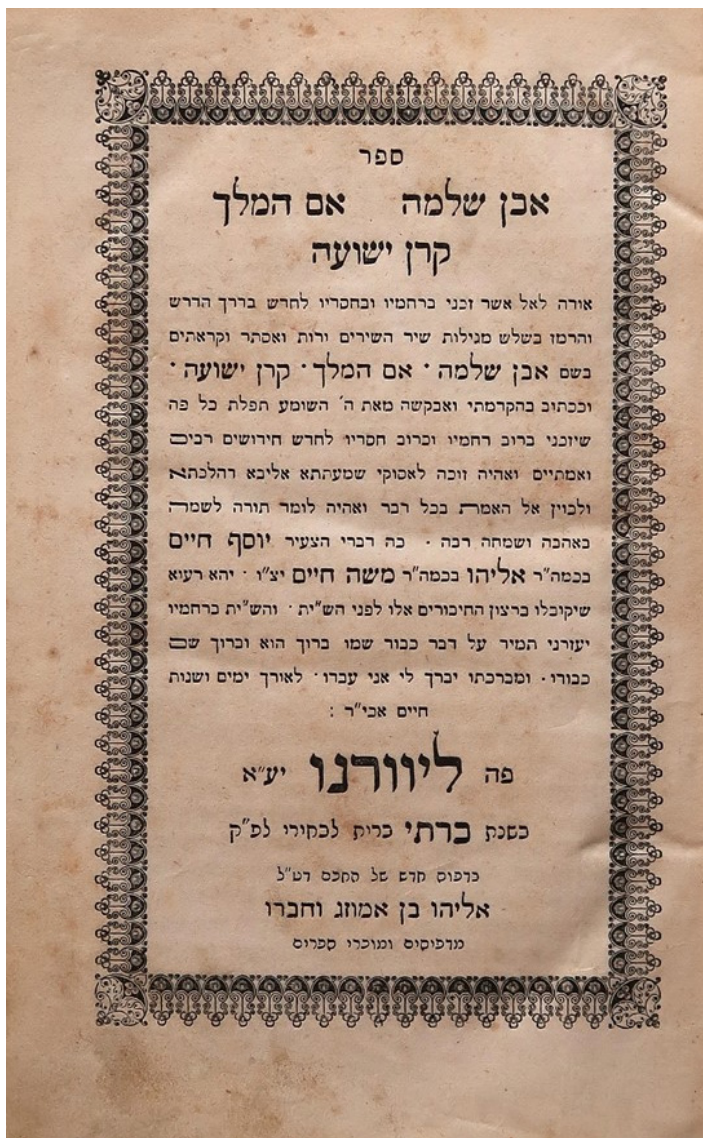 ספר
אבן שלמה אם המלך
קרן ישועה
אודה לאל אשר זכני ברחמיו ובחסדיו לחדש בדרך הדרש
והרמז בשלש מגילות שיר השירים ורות ואסתר וקראתים
בשם אבן שלמה · אם המלך · קרן ישועה ·
וככתוב בהקדמתי ואבקשה מאת ה׳ השומע תפלת כל פה
שיזכני ברוב רחמיו וברוב חסדיו לחדש חידושים רבים
ואמתיים ואהיה זוכה לאסוקי שמעתתא אליבא דהלכתא
ולכוין אל האמת בכל דבר ואהיה לומד תורה לשמה
באהבה ושמחה רבה · כה דברי הצעיר יוסף חיים
בכמה״ר אליהו בכמה״ר משה חיים יצ״ו · יהא רעוא
שיקובלו ברצון החיבורים אלו לפני הש״ית · והש״ית ברחמיו
יעזרני תמיד על דבר כבוד שמו ברוך הוא וברוך שם
כבודו · ומברכתו יברך לי אני עבדו · לאורך ימים ושנות
חיים אכי״ר :
פה ליוורנו יע״א
בשנת ברתי ברית לבחירי לפ״ק
בדפוס חדש של החכם דט״ל
אליהו בן אמוזג וחברו
מדפיסים ומוכרי ספרים